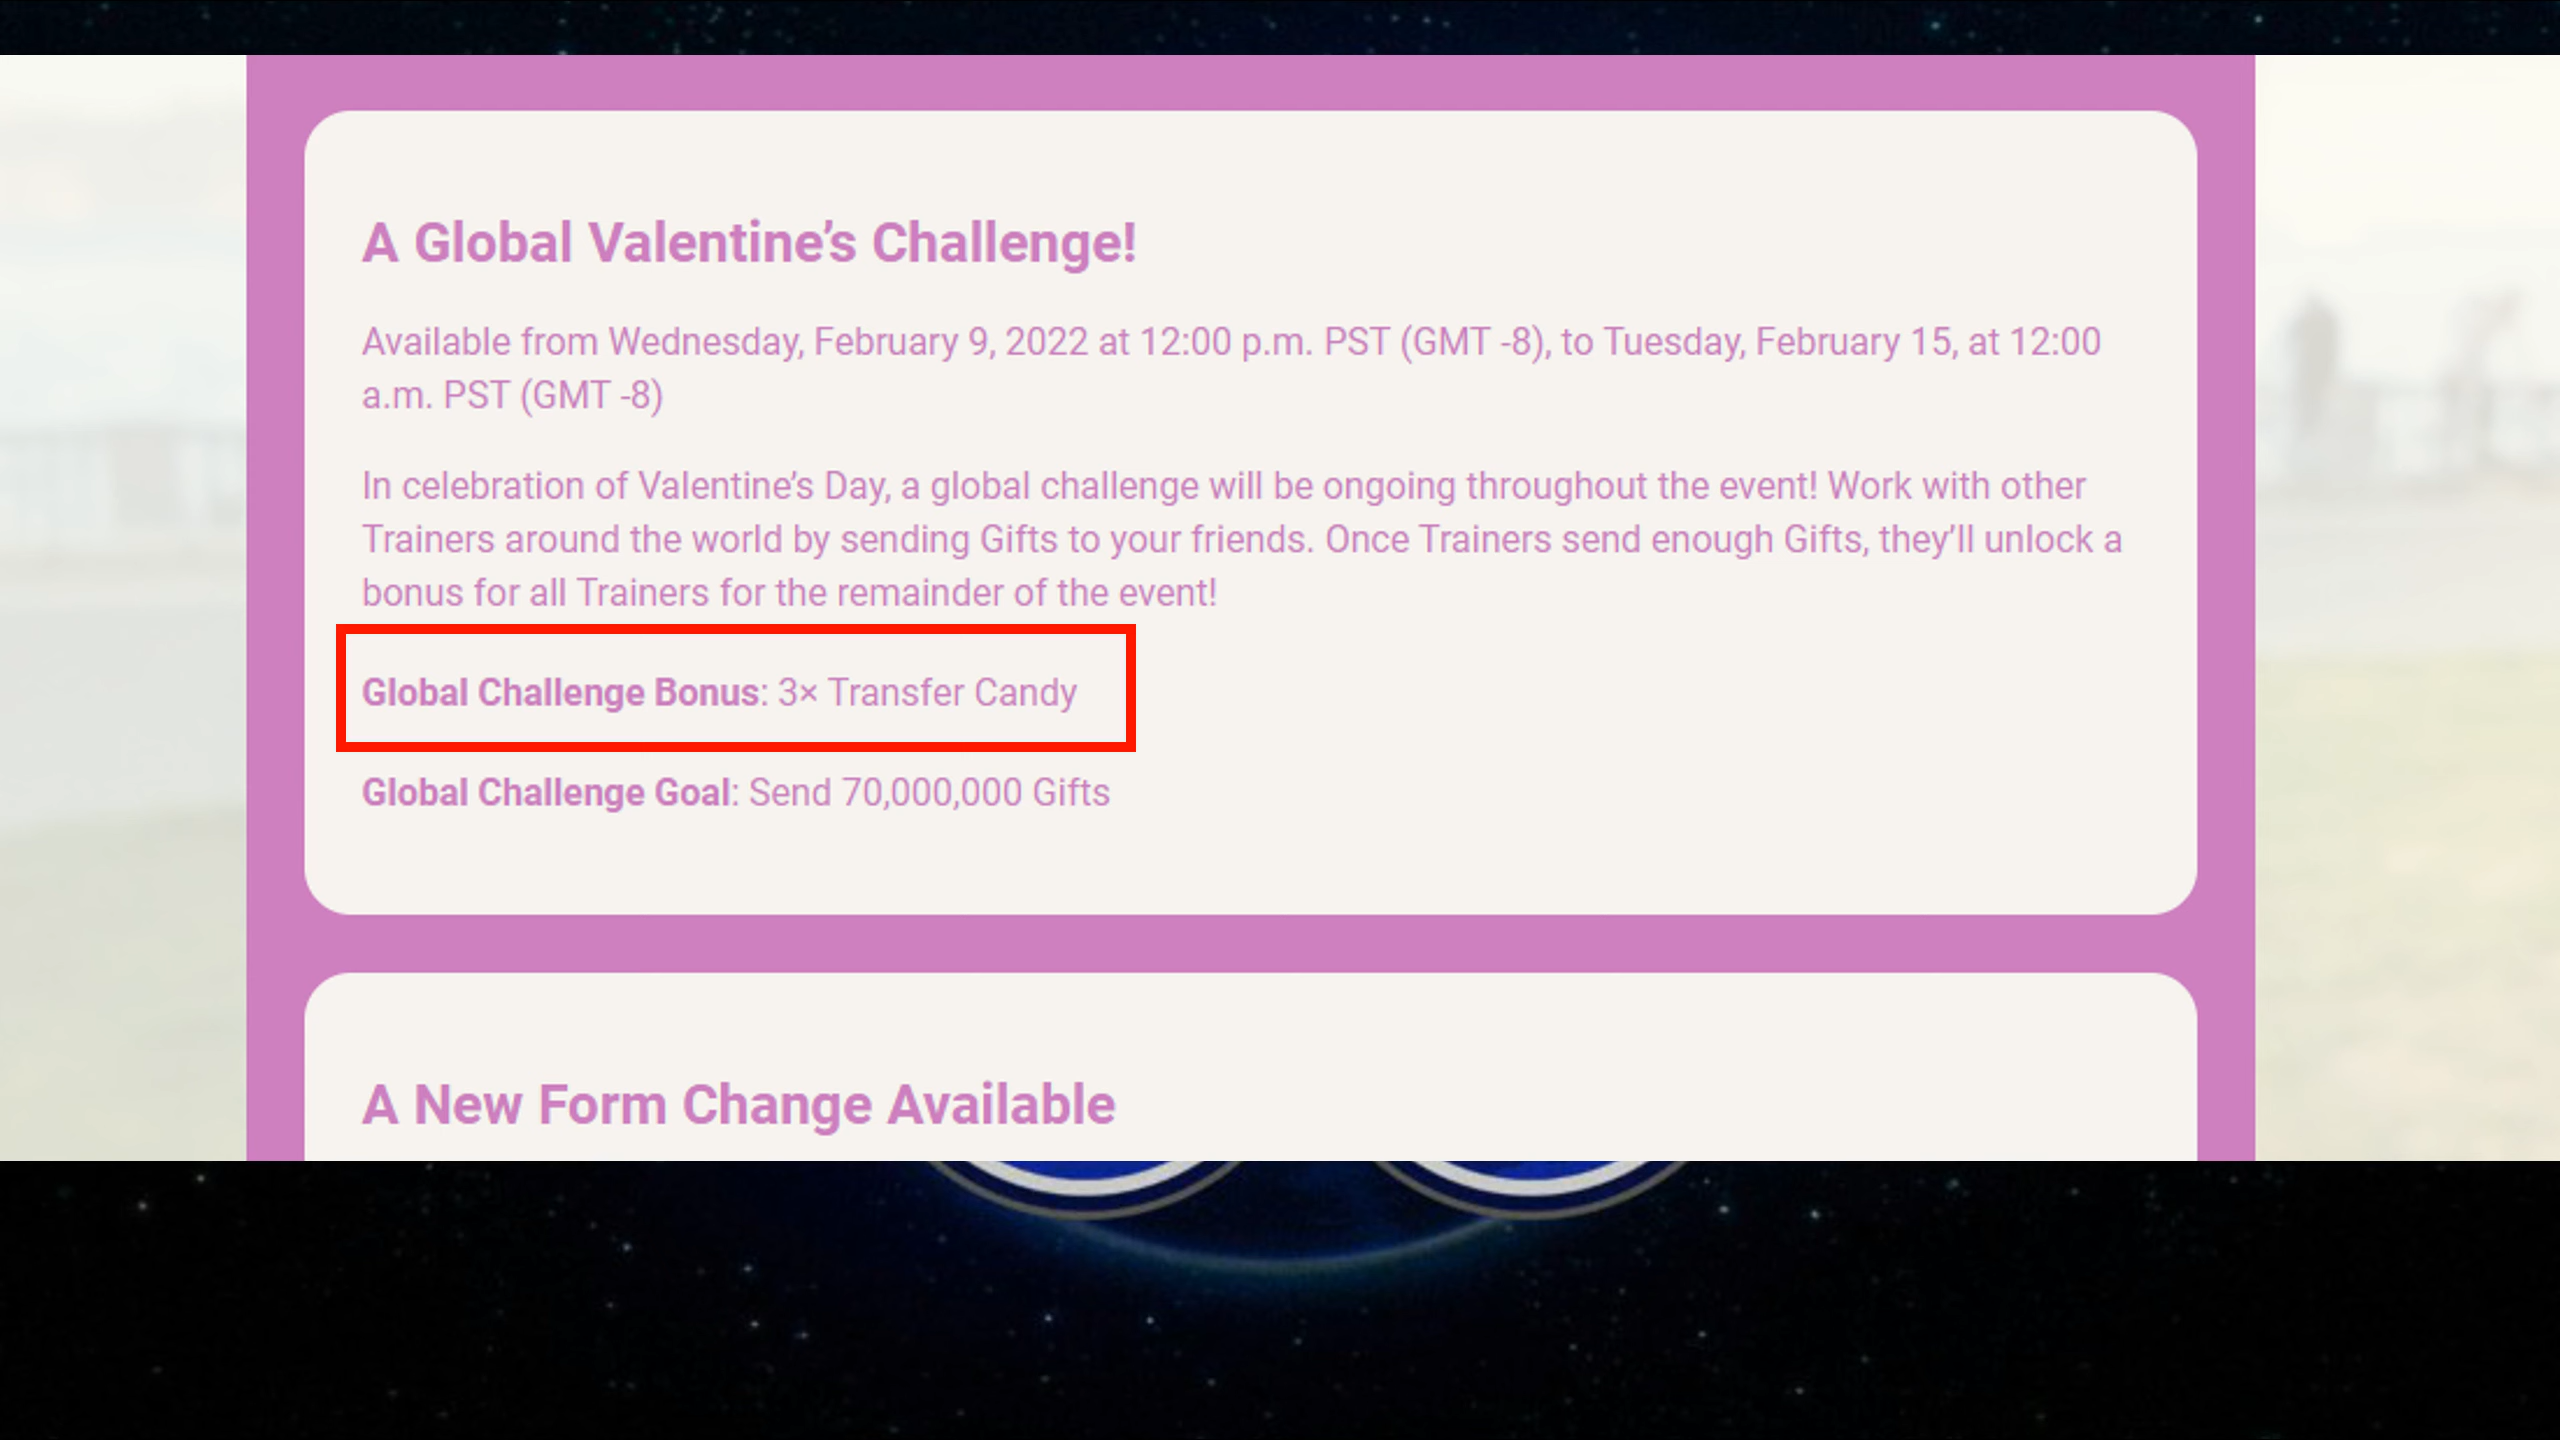 A Global Valentine’s Challenge!
Available from Wednesday, February 9, 2022 at 12:00 p.m. PST (GMT -8), to Tuesday, February 15, at 12:00
a.m. PST (GMT -8)
In celebration of Valentine’s Day, a global challenge will be ongoing throughout the event! Work with other
Trainers around the world by sending Gifts to your friends. Once Trainers send enough Gifts, they’ll unlock a
bonus for all Trainers for the remainder of the event!
Global Challenge Bonus: 3× Transfer Candy
Global Challenge Goal: Send 70,000,000 Gifts
A New Form Change Available